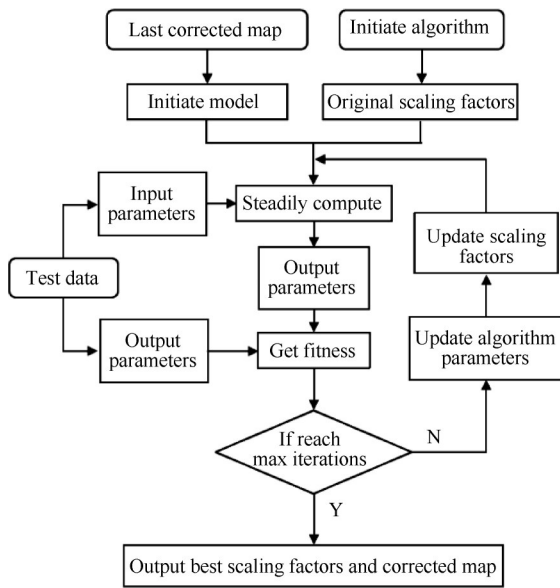 Last corrected map
Initiate algorithm
Initiate model
Original scaling factors
Input
parameters
Steadily compute
Update scaling
factors
Test data
Output
parameters
Output
parameters
Get fitness
Update algorithm
parameters
If reach
max iterations
N
Y
Output best scaling factors and corrected map